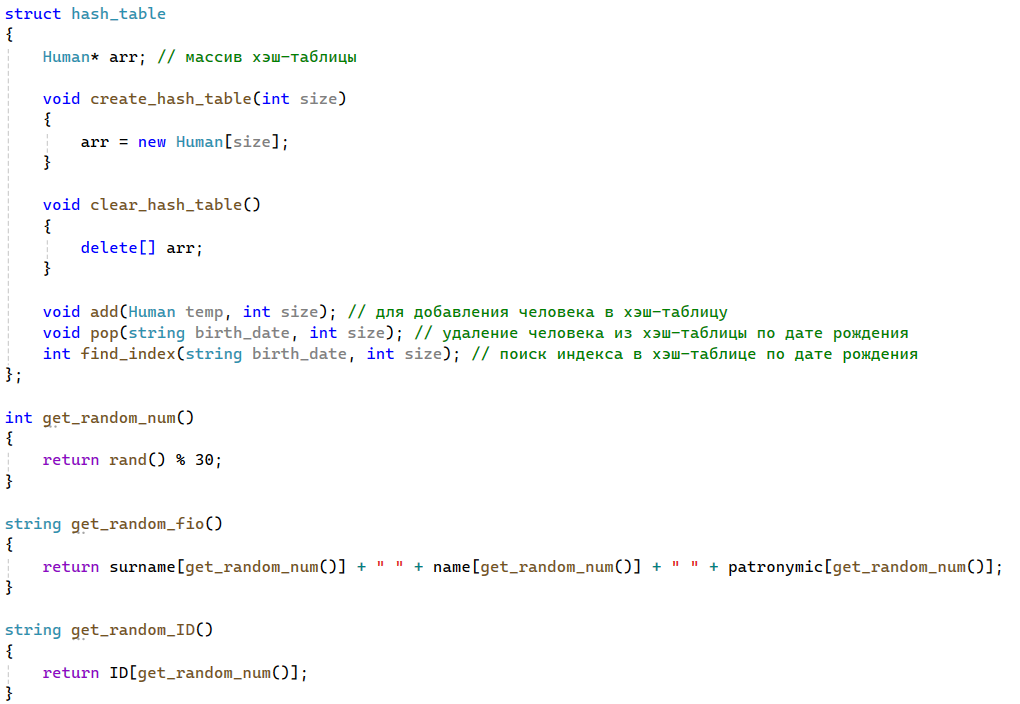 struct hash_table
{
    Human* arr; // массив хэш-таблицы
    void create_hash_table(int size)
    {
        arr = new Human[size];
    }
    void clear_hash_table()
    {
        delete[] arr;
    }
    void add(Human temp, int size); // для добавления человека в хэш-таблицу
    void pop(string birth_date, int size); // удаление человека из хэш-таблицы по дате рождения
    int find_index(string birth_date, int size); // поиск индекса в хэш-таблице по дате рождения
};
int get_random_num()
{
    return rand() % 30;
}
string get_random_fio()
{
    return surname[get_random_num()] + " " + name[get_random_num()] + " " + patronymic[get_random_num()];
}
string get_random_ID()
{
    return ID[get_random_num()];
}